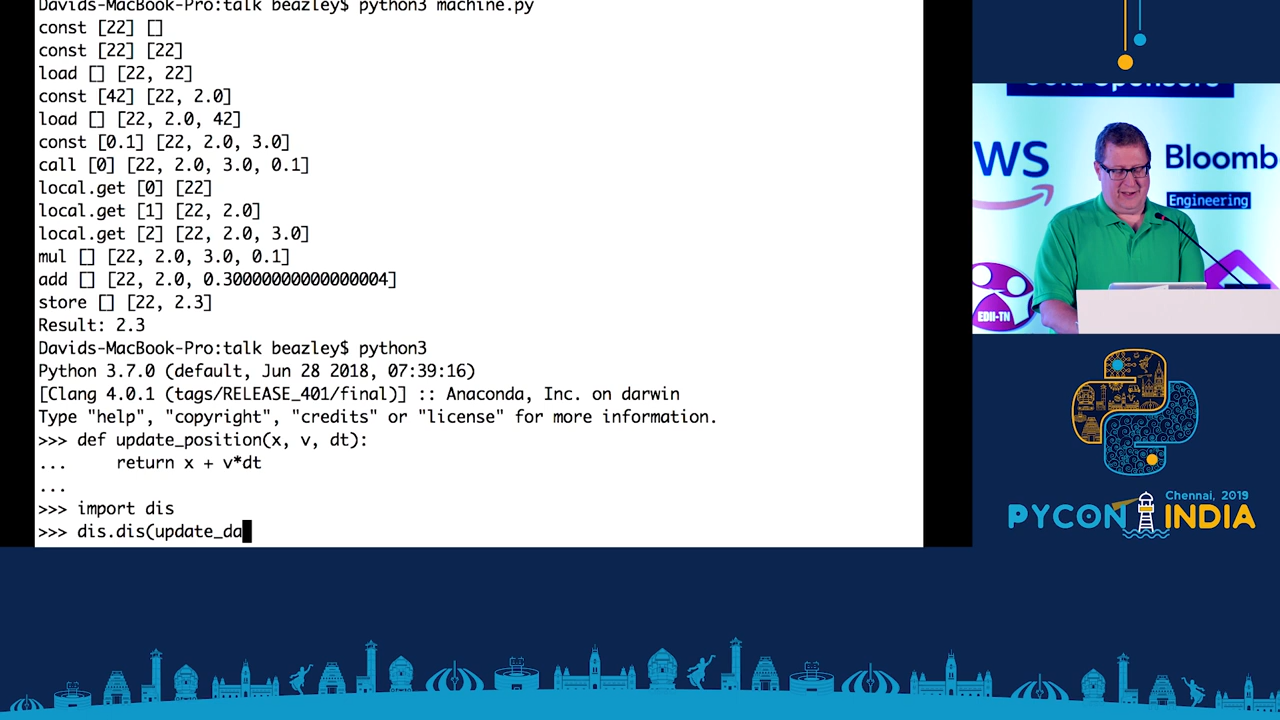 Davids-MacBook-Pro:talk beazley$ python3 machine.py
const [22] []
const [22] [22]
load [] [22, 22]
const [42] [22, 2.0]
load [] [22, 2.0, 42]
const [0.1] [22, 2.0, 3.0]
call [0] [22, 2.0, 3.0, 0.1]
local.get [0] [22]
local.get [1] [22, 2.0]
local.get [2] [22, 2.0, 3.0]
mul [] [22, 2.0, 3.0, 0.1]
add [] [22, 2.0, 0.30000000000000004]
store [] [22, 2.3]
Result: 2.3
Davids-MacBook-Pro:talk beazley$ python3
Python 3.7.0 (default, Jun 28 2018, 07:39:16)
[Clang 4.0.1 (tags/RELEASE_401/final)] :: Anaconda, Inc. on darwin
Type "help", "copyright", "credits" or "license" for more information.
>>> def update_position(x, v, dt):
...     return x + v*dt
...
>>> import dis
>>> dis.dis(update_da
Gold Sponsors
WS
Bloomb
Engineering
EDII-TN
Chennai, 2019
PYCON INDIA